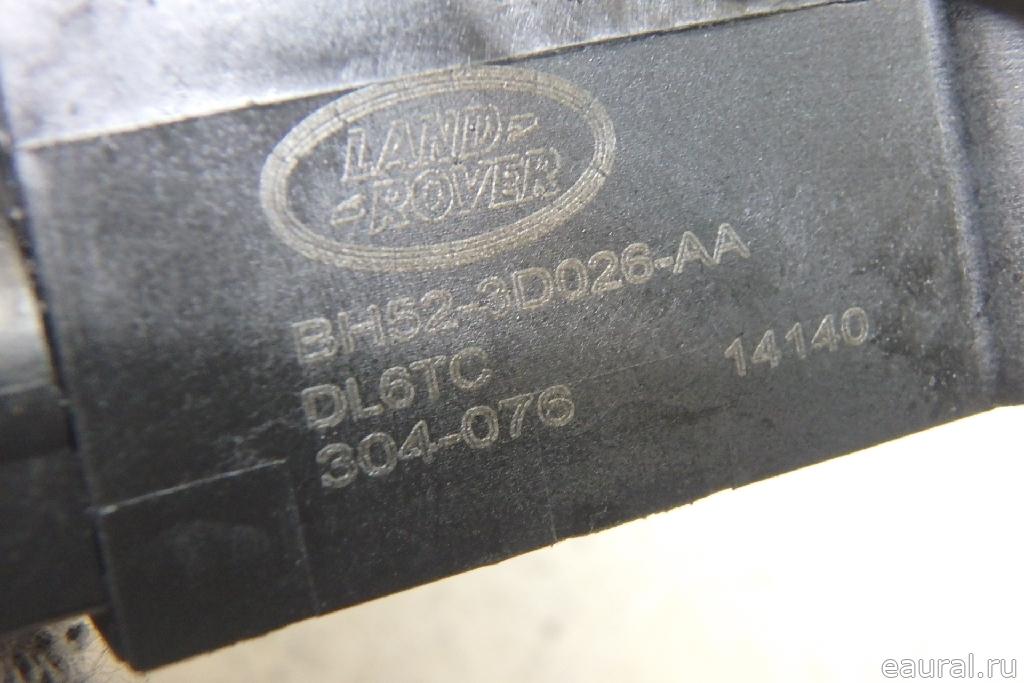 LAND
ROVER
BH52-3D026-AA
DL6TC 14140
304-076
eaural.ru